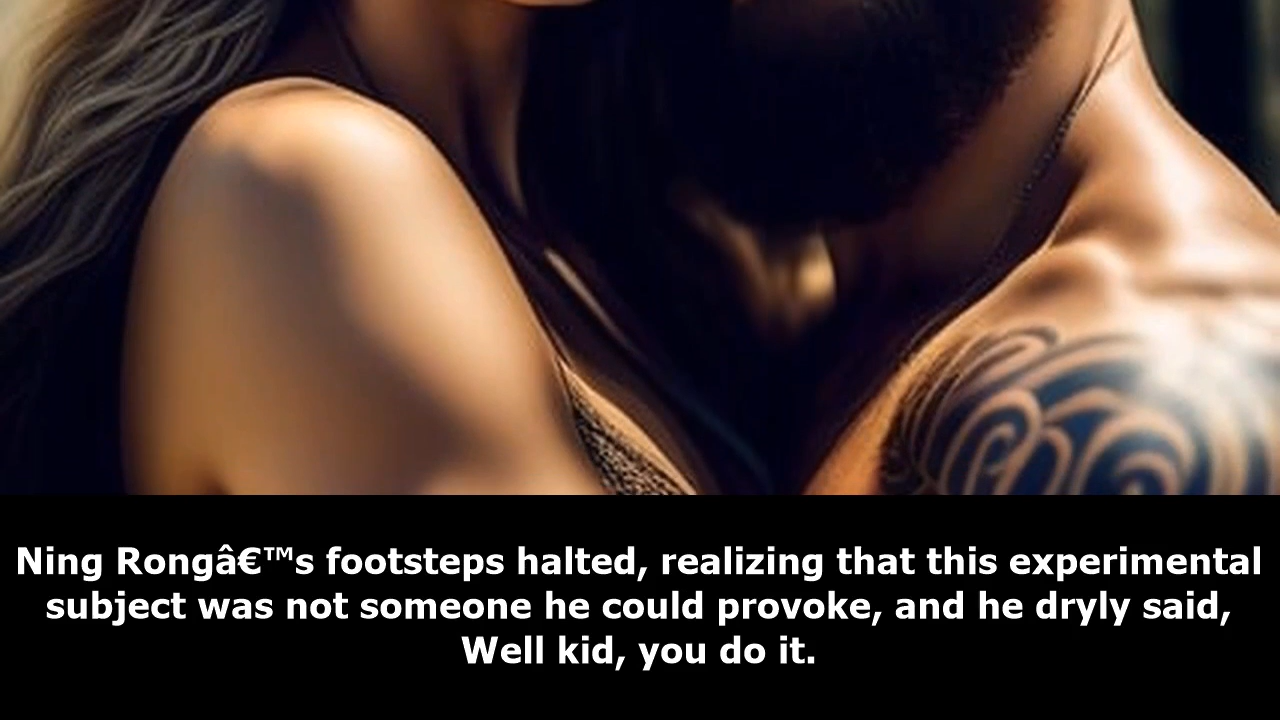 Ning Rongâ€™s footsteps halted, realizing that this experimental
subject was not someone he could provoke, and he dryly said,
Well kid, you do it.